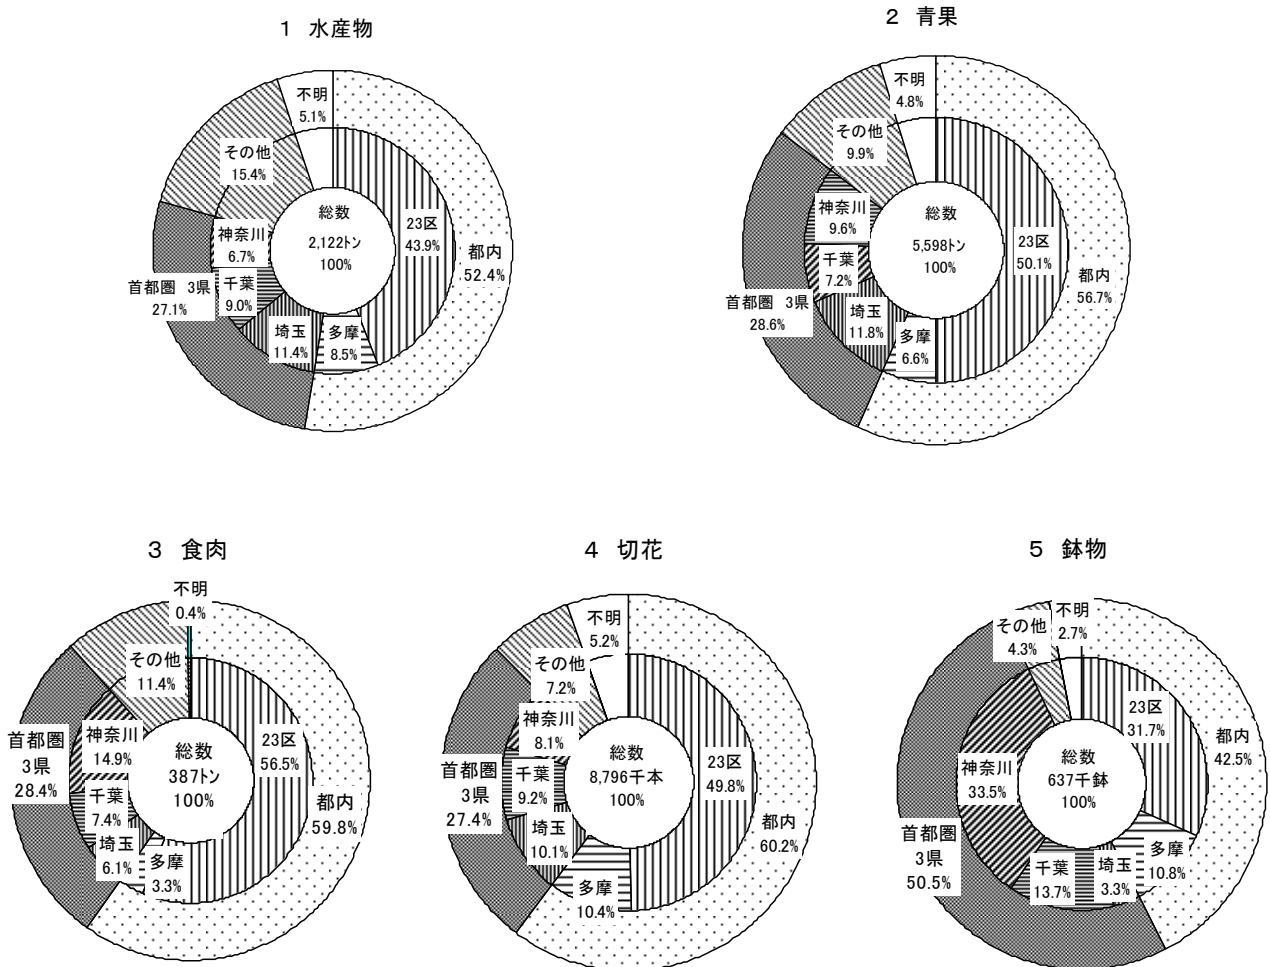 1 水産物
不明
5.1%
その他
15.4%
総数
2,122トン
100%
23区
43.9%
都内
52.4%
神奈川
6.7%
首都圏 3県
27.1%
千葉
9.0%
埼玉
11.4%
多摩
8.5%
2 青果
不明
4.8%
その他
9.9%
神奈川
9.6%
総数
5,598トン
100%
23区
50.1%
都内
56.7%
千葉
7.2%
首都圏 3県
28.6%
埼玉
11.8%
多摩
6.6%
3 食肉
不明
0.4%
その他
11.4%
首都圏
3県
28.4%
神奈川
14.9%
総数
387トン
100%
23区
56.5%
都内
59.8%
千葉
7.4%
埼玉
6.1%
多摩
3.3%
4 切花
不明
5.2%
その他
7.2%
神奈川
8.1%
首都圏
3県
27.4%
千葉
9.2%
総数
8,796千本
100%
23区
49.8%
都内
60.2%
埼玉
10.1%
多摩
10.4%
5 鉢物
その他
4.3%
不明
2.7%
23区
31.7%
都内
42.5%
神奈川
33.5%
総数
637千鉢
100%
首都圏
3県
50.5%
千葉
13.7%
埼玉
3.3%
多摩
10.8%